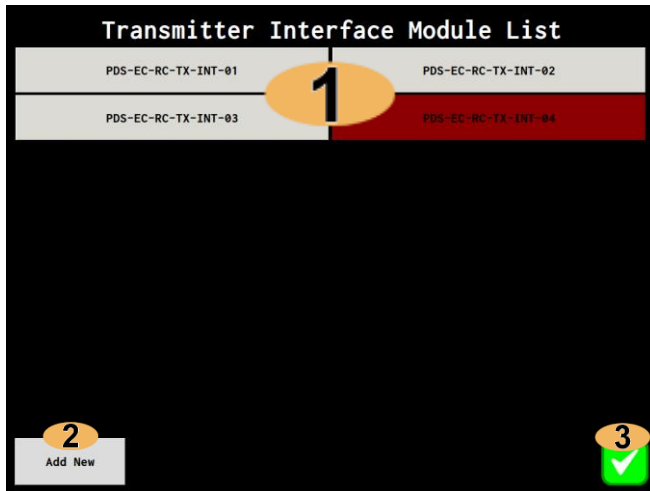 Transmitter Interface Module List
PDS-EC-RC-TX-INT-01
1
PDS-EC-RC-TX-INT-02
PDS-EC-RC-TX-INT-03
PDS-EC-RC-TX-INT-04
2
Add New
3